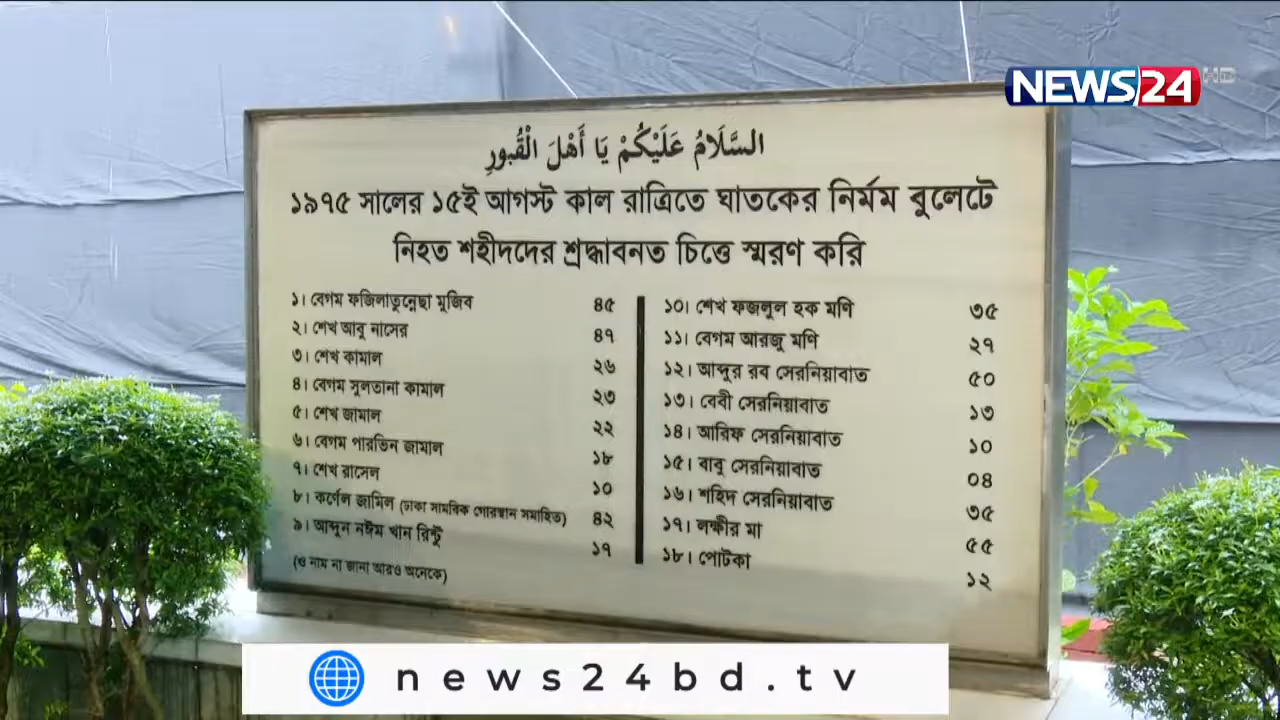 NEWS24 HD
السَّلَامُ عَلَيْكُمْ يَا أَهْلَ الْقُبُورِ
১৯৭৫ সালের ১৫ই আগস্ট কাল রাত্রিতে ঘাতকের নির্মম বুলেটে
নিহত শহীদদের শ্রদ্ধাবনত চিত্তে স্মরণ করি
১। বেগম ফজিলাতুন্নেছা মুজিব ৪৫
২। শেখ আবু নাসের ৪৭
৩। শেখ কামাল ২৬
৪। বেগম সুলতানা কামাল ২৩
৫। শেখ জামাল ২২
৬। বেগম পারভিন জামাল ১৮
৭। শেখ রাসেল ১০
৮। কর্ণেল জামিল (ঢাকা সামরিক গোরস্থান সমাহিত) ৪২
৯। আব্দুন নঈম খান রিন্টু ১৭
(ও নাম না জানা আরও অনেকে)
১০। শেখ ফজলুল হক মণি ৩৫
১১। বেগম আরজু মণি ২৭
১২। আব্দুর রব সেরনিয়াবাত ৫০
১৩। বেবী সেরনিয়াবাত ১৩
১৪। আরিফ সেরনিয়াবাত ১০
১৫। বাবু সেরনিয়াবাত ০৪
১৬। শহিদ সেরনিয়াবাত ৩৫
১৭। লক্ষীর মা ৫৫
১৮। পোটকা ১২
news24bd.tv